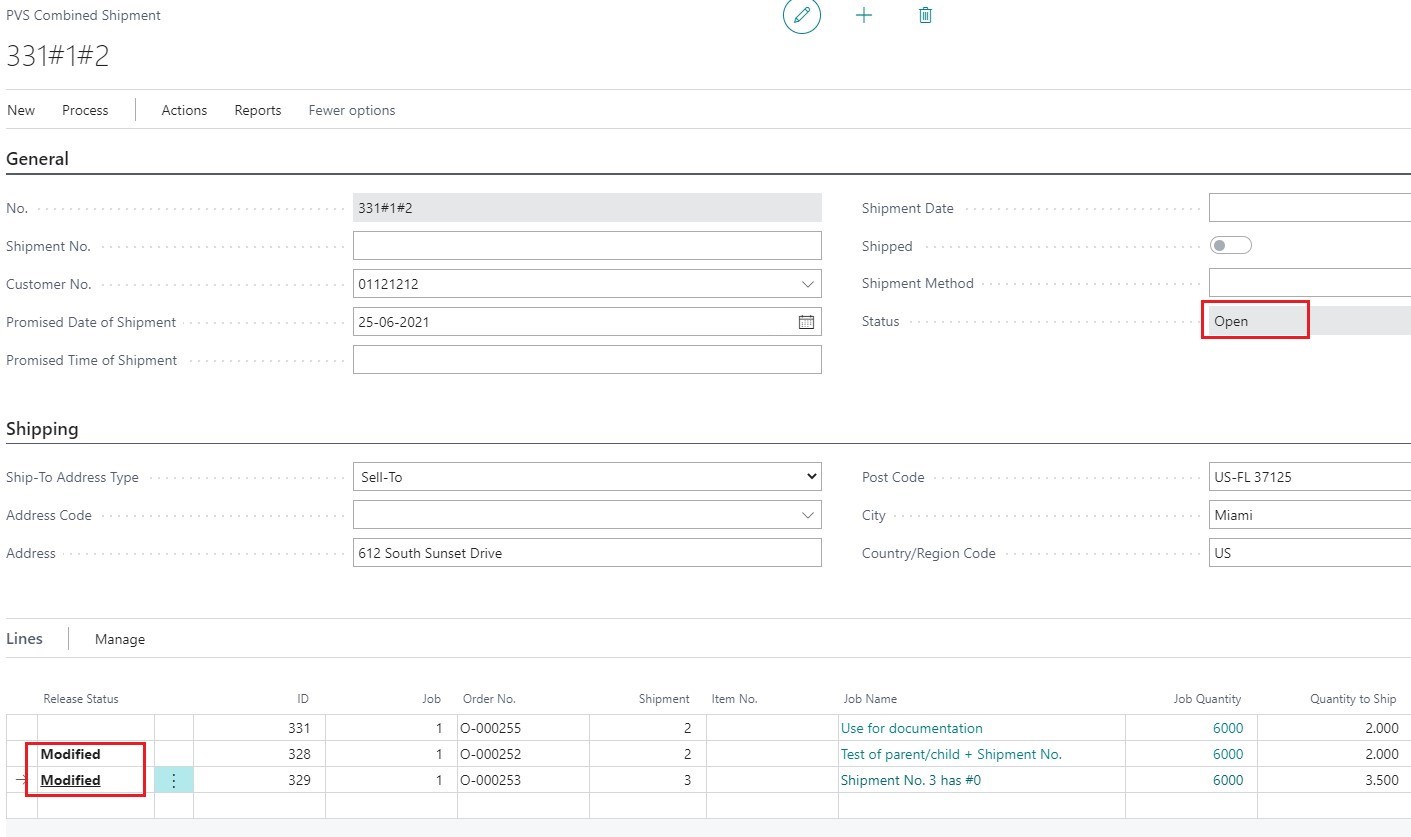 PVS Combined Shipment
331#1#2
New Process Actions Reports Fewer options
General
No. 331#1#2 Shipment Date
Shipment No. Shipped
Customer No. 01121212 Shipment Method
Promised Date of Shipment 25-06-2021 Status Open
Promised Time of Shipment
Shipping
Ship-To Address Type Sell-To Post Code US-FL 37125
Address Code City Miami
Address 612 South Sunset Drive Country/Region Code US
Lines Manage
Release Status ID Job Order No. Shipment Item No. Job Name Job Quantity Quantity to Ship
331 1 O-000255 2 Use for documentation 6000 2.000
Modified 328 1 O-000252 2 Test of parent/child + Shipment No. 6000 2.000
Modified 329 1 O-000253 3 Shipment No. 3 has #0 6000 3.500